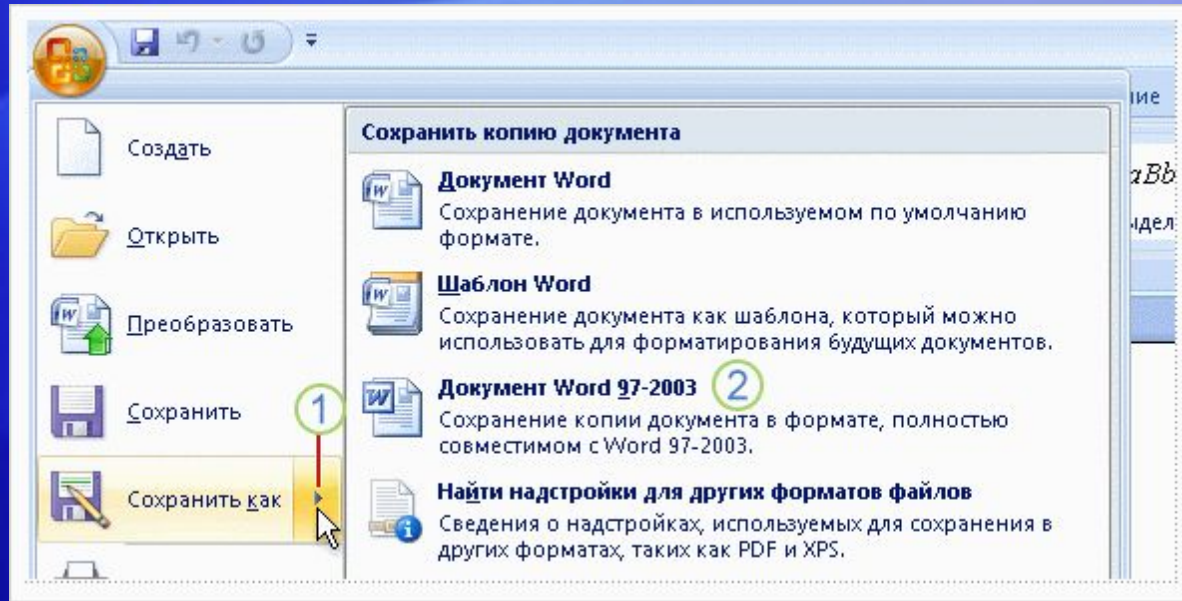 ние
Создать
Открыть
Преобразовать
Сохранить
1
Сохранить как
Сохранить копию документа
Документ Word
Сохранение документа в используемом по умолчанию
формате.
Шаблон Word
Сохранение документа как шаблона, который можно
использовать для форматирования будущих документов.
Документ Word 97-2003 2
Сохранение копии документа в формате, полностью
совместимом с Word 97-2003.
Найти надстройки для других форматов файлов
Сведения о надстройках, используемых для сохранения в
других форматах, таких как PDF и XPS.
аВb